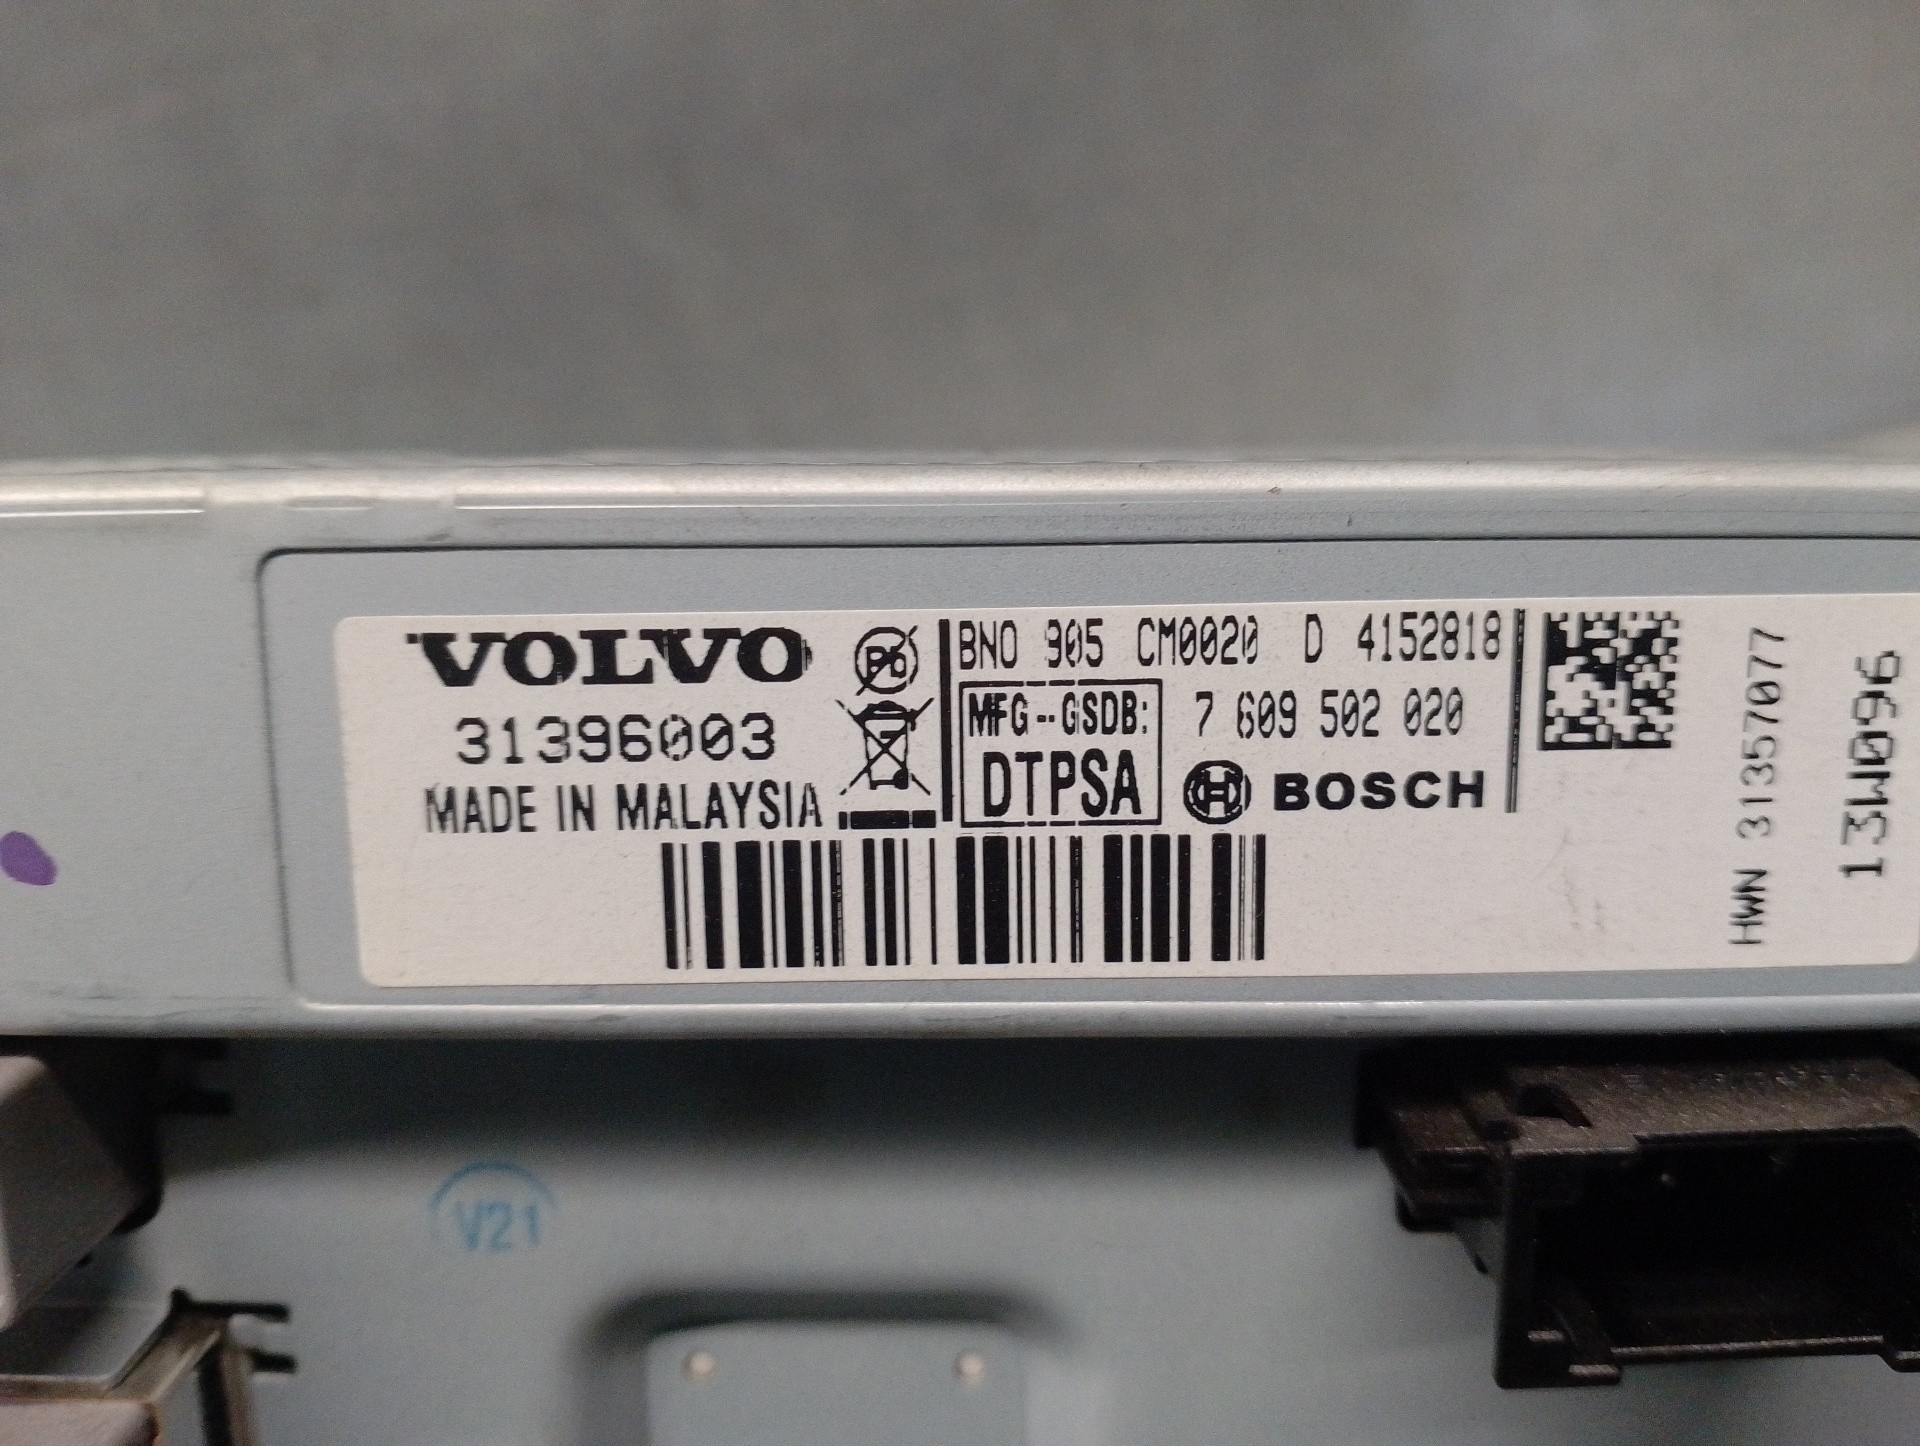 VOLVO
31396003
MADE IN MALAYSIA
Pb
BNO 905 CM0020 D 4152818
MFG--GSDB: 7 609 502 020
DTPSA BOSCH
HWN 31357077
13W096
V21